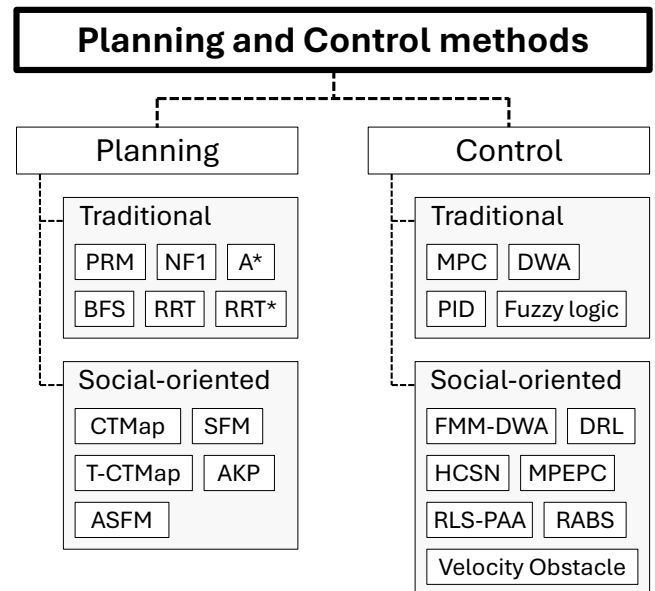 Planning and Control methods
Planning
Traditional
PRM NF1 A*
BFS RRT RRT*
Social-oriented
CTMap SFM
T-CTMap AKP
ASFM
Control
Traditional
MPC DWA
PID Fuzzy logic
Social-oriented
FMM-DWA DRL
HCSN MPEPC
RLS-PAA RABS
Velocity Obstacle